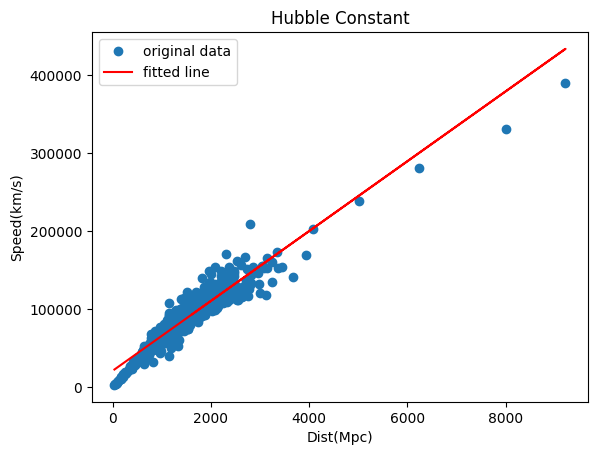 Hubble Constant
original data
fitted line
400000
300000
200000
100000
0
Speed(km/s)
0 2000 4000 6000 8000
Dist(Mpc)